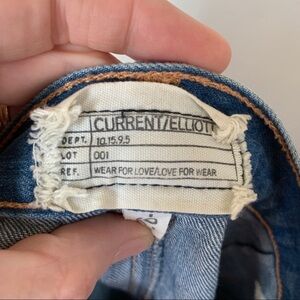 CURRENT/ELLIOTT
DEPT. 10.15.9.5
LOT 001
REF. WEAR FOR LOVE/LOVE FOR WEAR